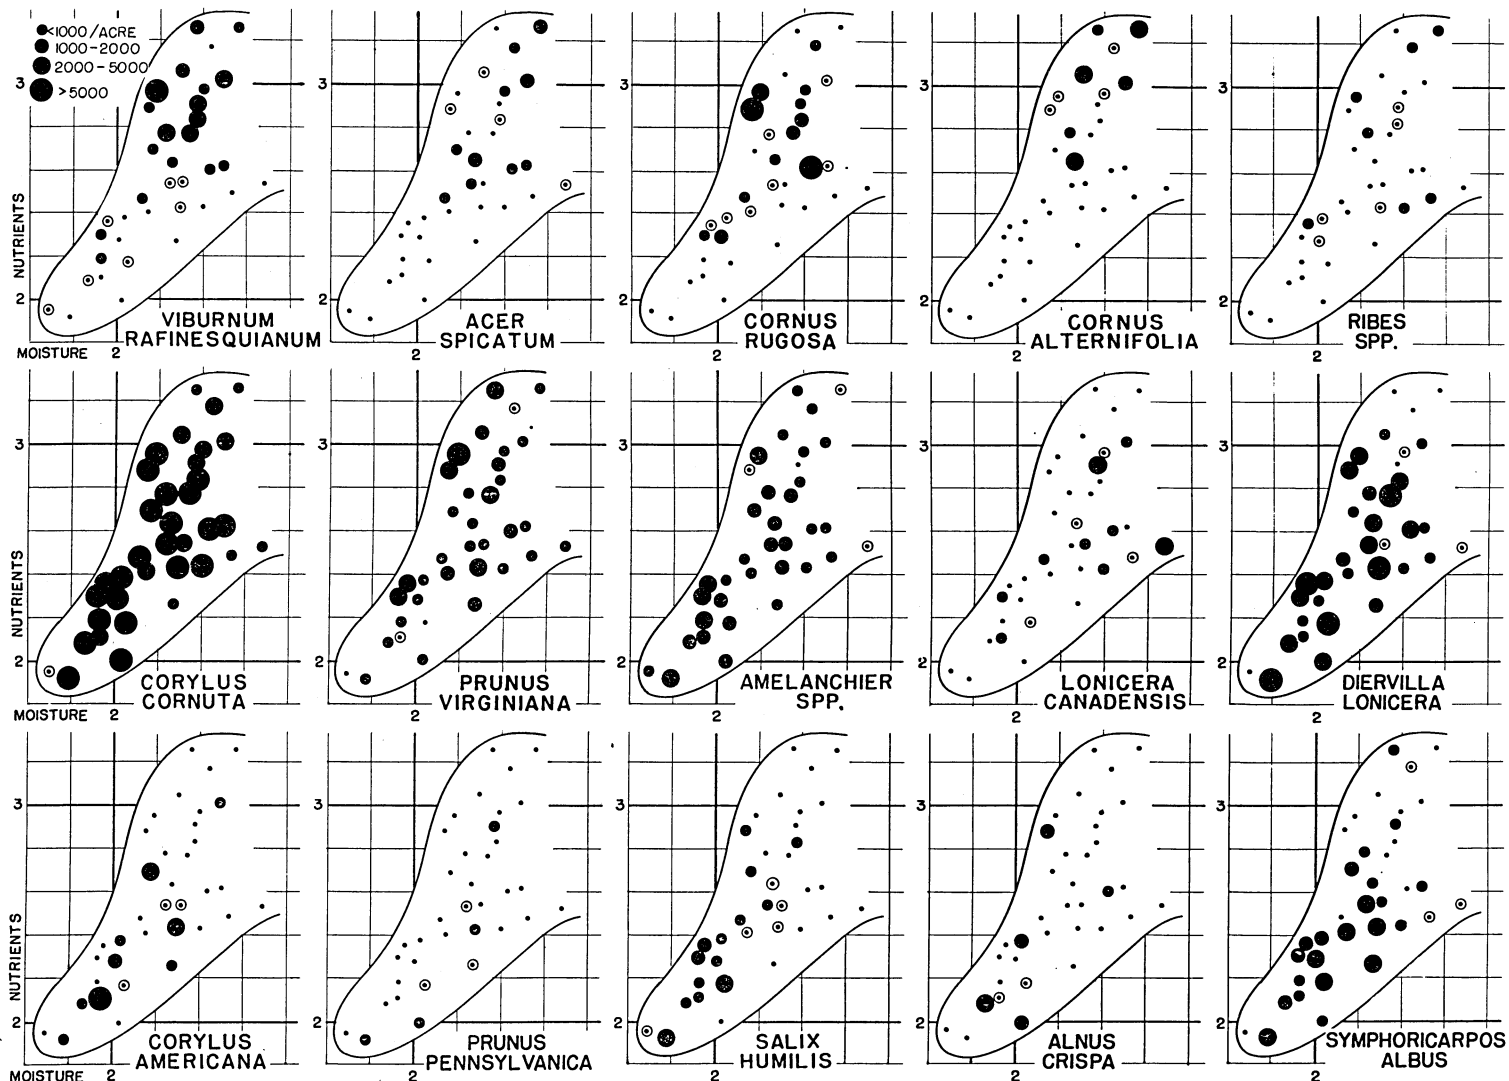 <1000/ACRE
1000-2000
2000-5000
>5000
3
3
3
3
3
NUTRIENTS
2
2
2
2
2
VIBURNUM
RAFINESQUIANUM
ACER
SPICATUM
CORNUS
RUGOSA
CORNUS
ALTERNIFOLIA
RIBES
SPP.
MOISTURE
2
2
2
2
2
3
3
3
3
3
NUTRIENTS
2
2
2
2
2
CORYLUS
CORNUTA
PRUNUS
VIRGINIANA
AMELANCHIER
SPP.
LONICERA
CANADENSIS
DIERVILLA
LONICERA
MOISTURE
2
2
2
2
2
3
3
3
3
3
NUTRIENTS
2
2
2
2
2
CORYLUS
AMERICANA
PRUNUS
PENNSYLVANICA
SALIX
HUMILIS
ALNUS
CRISPA
SYMPHORICARPOS
ALBUS
MOISTURE
2
2
2
2
2